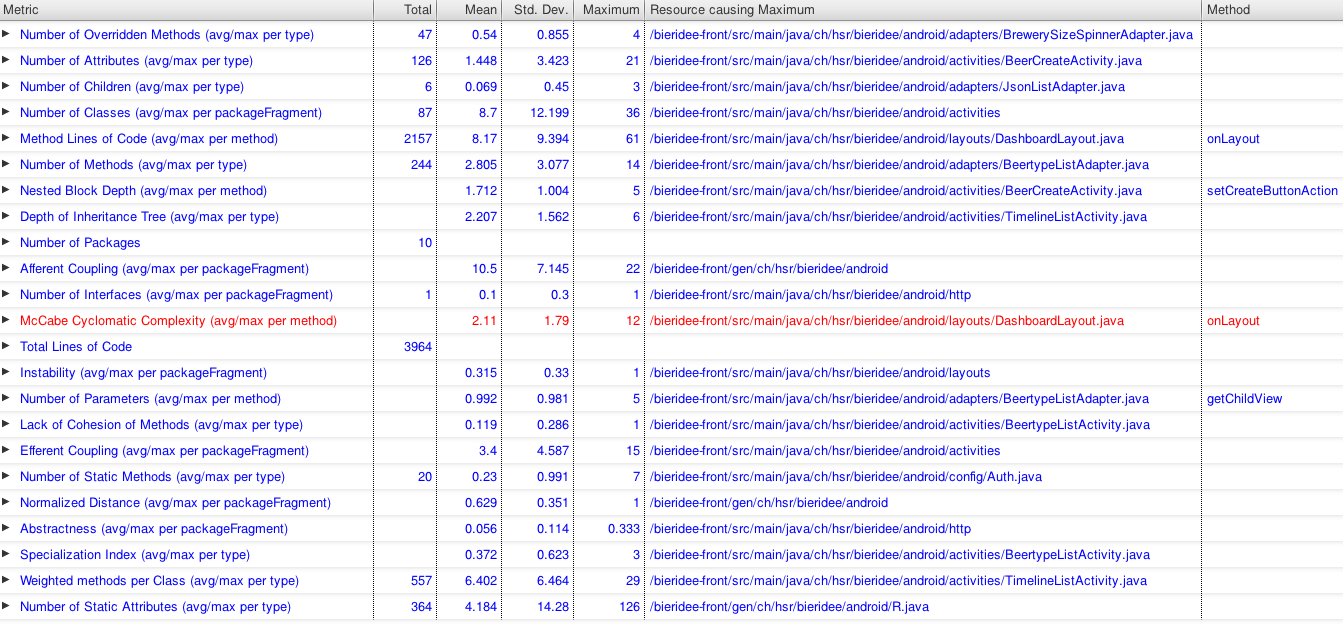 Metric Total Mean Std. Dev. Maximum Resource causing Maximum Method
Number of Overridden Methods (avg/max per type) 47 0.54 0.855 4 /bieridee-front/src/main/java/ch/hsr/bieridee/android/adapters/BrewerySizeSpinnerAdapter.java
Number of Attributes (avg/max per type) 126 1.448 3.423 21 /bieridee-front/src/main/java/ch/hsr/bieridee/android/activities/BeerCreateActivity.java
Number of Children (avg/max per type) 6 0.069 0.45 3 /bieridee-front/src/main/java/ch/hsr/bieridee/android/adapters/JsonListAdapter.java
Number of Classes (avg/max per packageFragment) 87 8.7 12.199 36 /bieridee-front/src/main/java/ch/hsr/bieridee/android/activities
Method Lines of Code (avg/max per method) 2157 8.17 9.394 61 /bieridee-front/src/main/java/ch/hsr/bieridee/android/layouts/DashboardLayout.java onLayout
Number of Methods (avg/max per type) 244 2.805 3.077 14 /bieridee-front/src/main/java/ch/hsr/bieridee/android/adapters/BeertypeListAdapter.java
Nested Block Depth (avg/max per method) 1.712 1.004 5 /bieridee-front/src/main/java/ch/hsr/bieridee/android/activities/BeerCreateActivity.java setCreateButtonAction
Depth of Inheritance Tree (avg/max per type) 2.207 1.562 6 /bieridee-front/src/main/java/ch/hsr/bieridee/android/activities/TimelineListActivity.java
Number of Packages 10
Afferent Coupling (avg/max per packageFragment) 10.5 7.145 22 /bieridee-front/gen/ch/hsr/bieridee/android
Number of Interfaces (avg/max per packageFragment) 1 0.1 0.3 1 /bieridee-front/src/main/java/ch/hsr/bieridee/android/http
McCabe Cyclomatic Complexity (avg/max per method) 2.11 1.79 12 /bieridee-front/src/main/java/ch/hsr/bieridee/android/layouts/DashboardLayout.java onLayout
Total Lines of Code 3964
Instability (avg/max per packageFragment) 0.315 0.33 1 /bieridee-front/src/main/java/ch/hsr/bieridee/android/layouts
Number of Parameters (avg/max per method) 0.992 0.981 5 /bieridee-front/src/main/java/ch/hsr/bieridee/android/adapters/BeertypeListAdapter.java getChildView
Lack of Cohesion of Methods (avg/max per type) 0.119 0.286 1 /bieridee-front/src/main/java/ch/hsr/bieridee/android/activities/BeertypeListActivity.java
Efferent Coupling (avg/max per packageFragment) 3.4 4.587 15 /bieridee-front/src/main/java/ch/hsr/bieridee/android/activities
Number of Static Methods (avg/max per type) 20 0.23 0.991 7 /bieridee-front/src/main/java/ch/hsr/bieridee/android/config/Auth.java
Normalized Distance (avg/max per packageFragment) 0.629 0.351 1 /bieridee-front/gen/ch/hsr/bieridee/android
Abstractness (avg/max per packageFragment) 0.056 0.114 0.333 /bieridee-front/src/main/java/ch/hsr/bieridee/android/http
Specialization Index (avg/max per type) 0.372 0.623 3 /bieridee-front/src/main/java/ch/hsr/bieridee/android/activities/BeertypeListActivity.java
Weighted methods per Class (avg/max per type) 557 6.402 6.464 29 /bieridee-front/src/main/java/ch/hsr/bieridee/android/activities/TimelineListActivity.java
Number of Static Attributes (avg/max per type) 364 4.184 14.28 126 /bieridee-front/gen/ch/hsr/bieridee/android/R.java